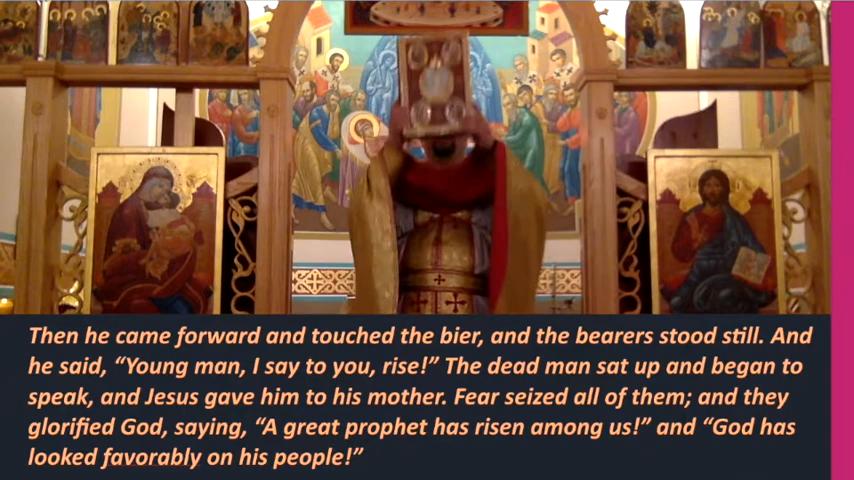 Then he came forward and touched the bier, and the bearers stood still. And
he said, “Young man, I say to you, rise!” The dead man sat up and began to
speak, and Jesus gave him to his mother. Fear seized all of them; and they
glorified God, saying, “A great prophet has risen among us!” and “God has
looked favorably on his people!”